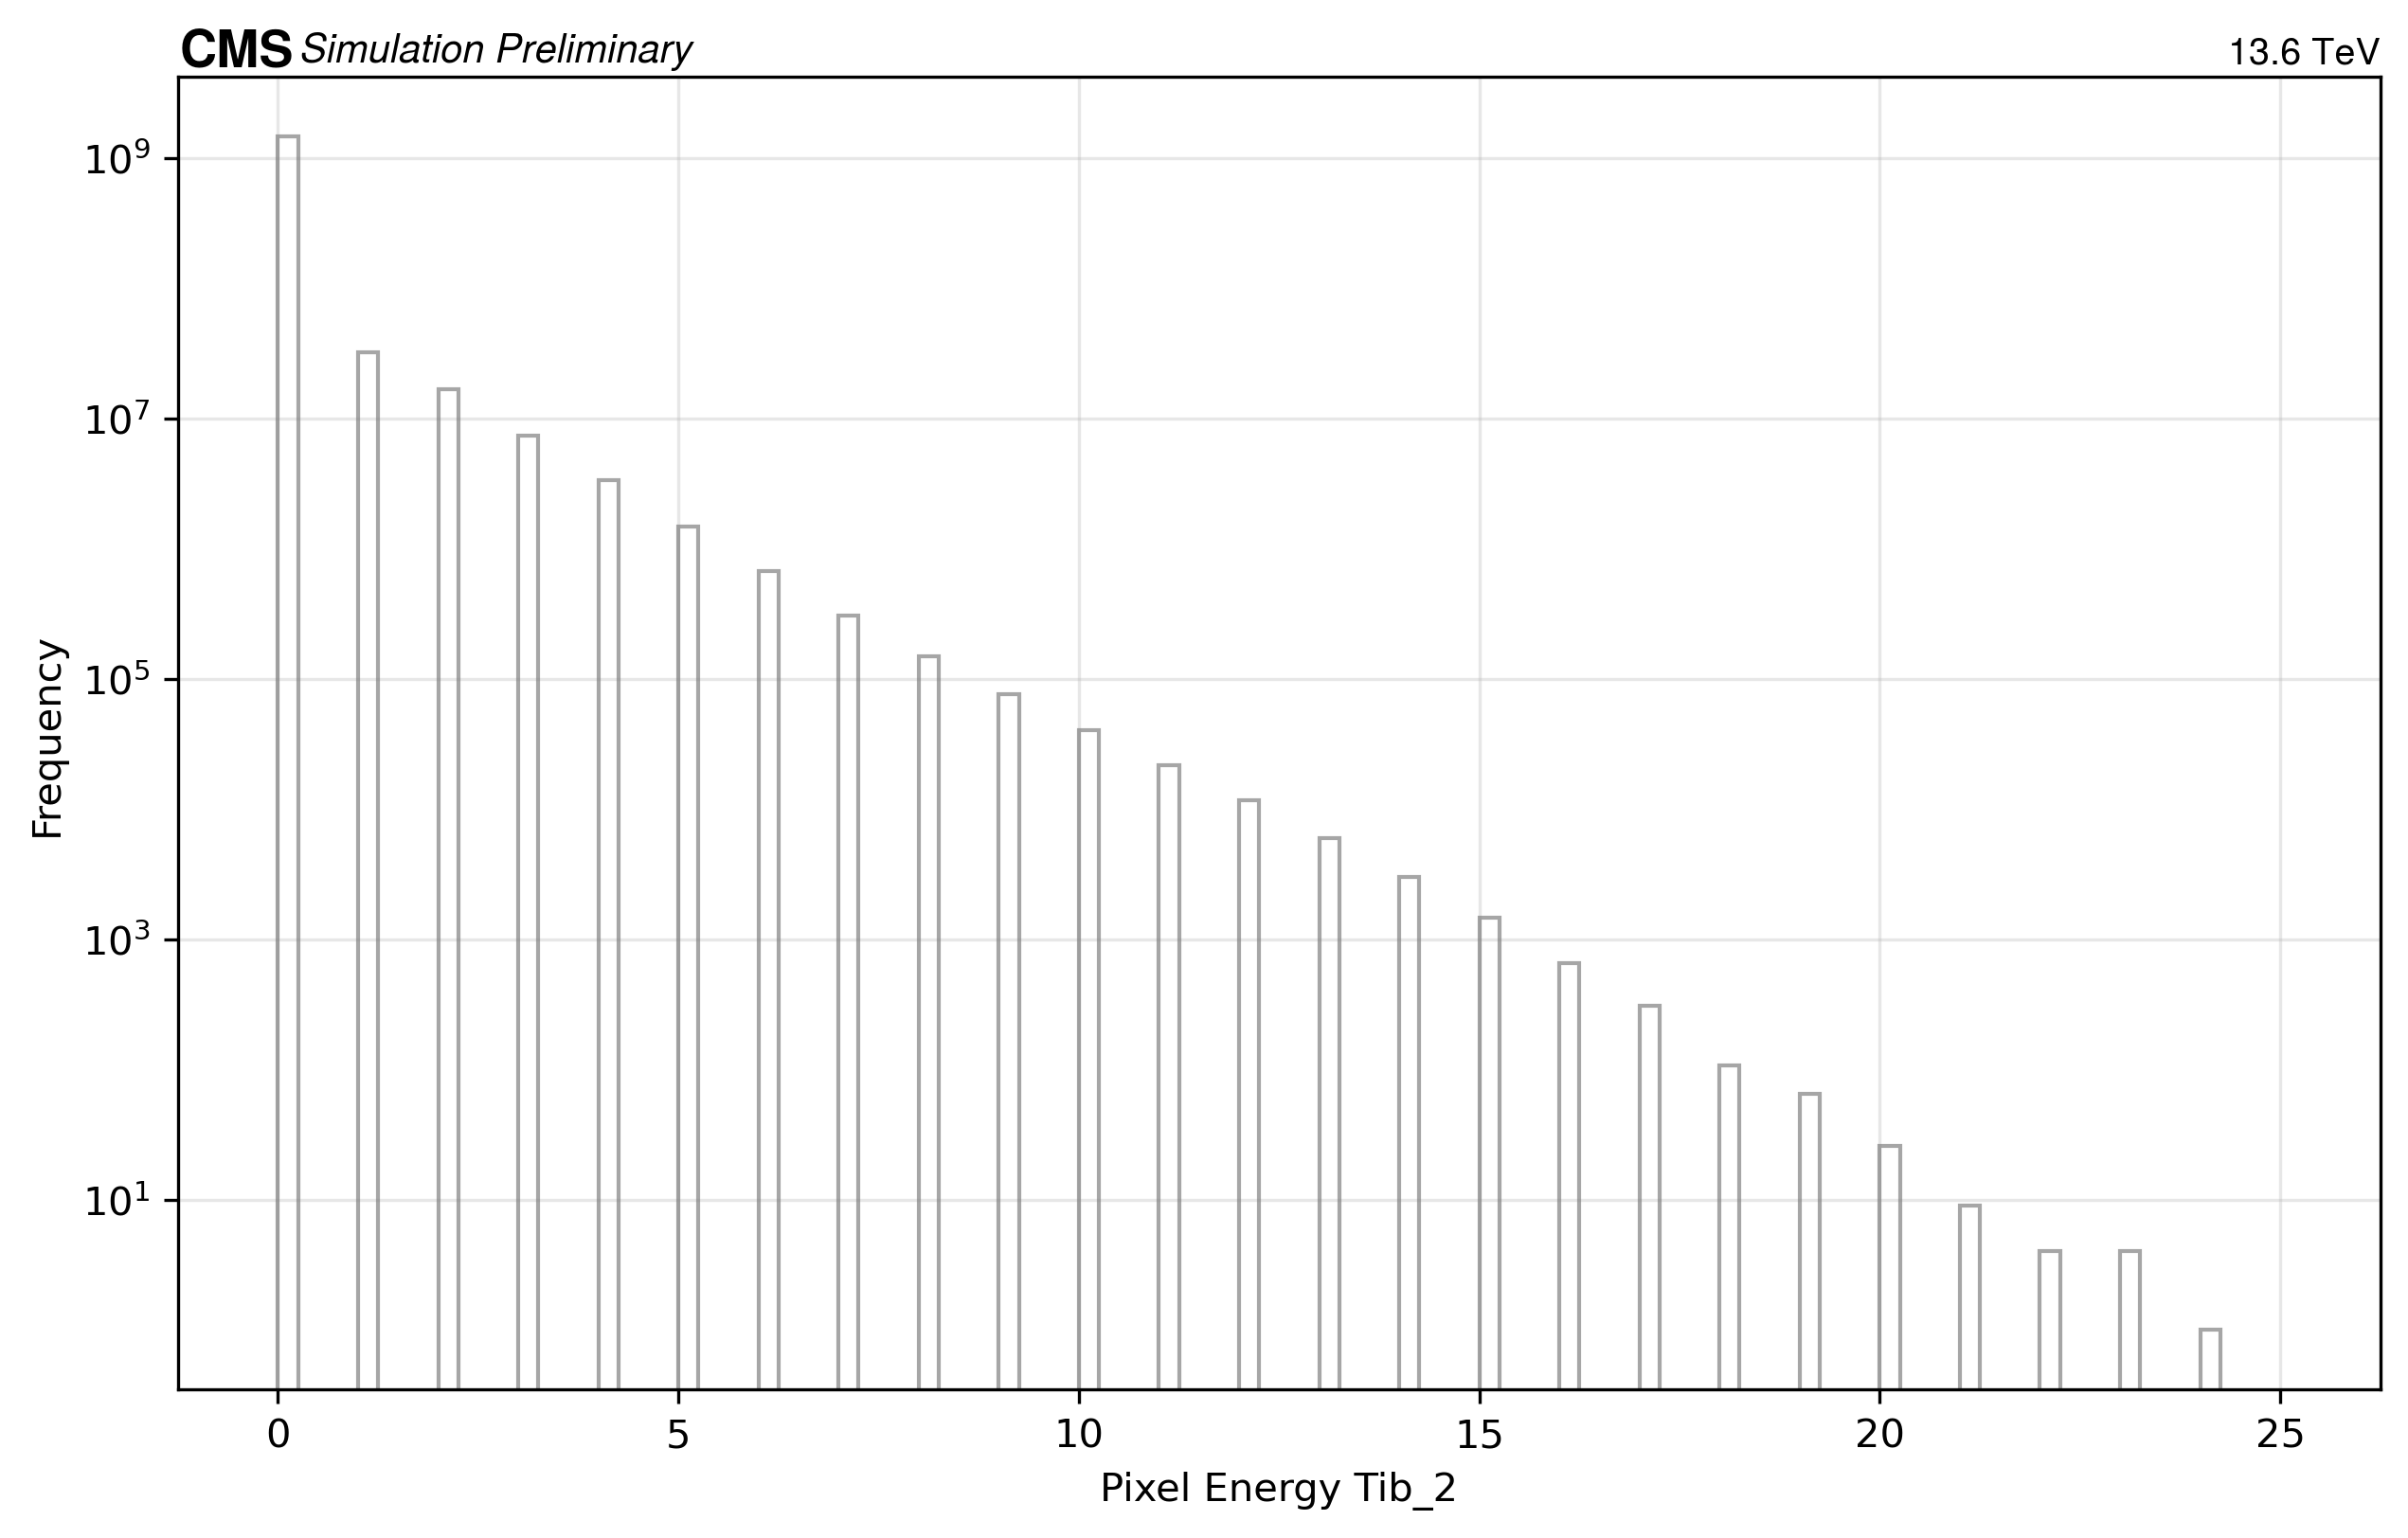 CMS Simulation Preliminary
13.6 TeV
10⁹
10⁷
10⁵
10³
10¹
Frequency
0 5 10 15 20 25
Pixel Energy Tib_2